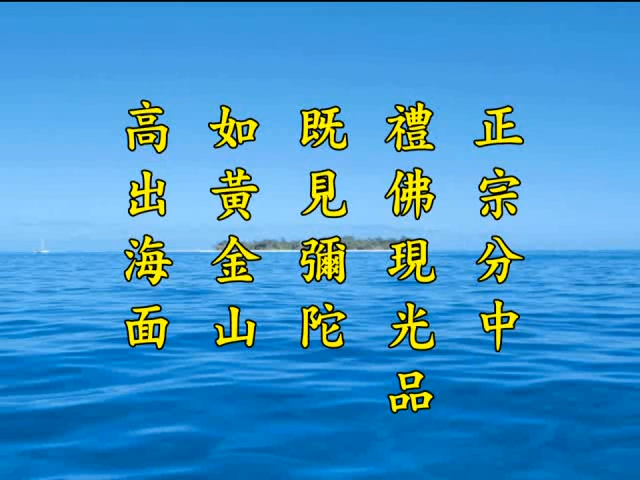 正宗分中
禮佛現光品
既見彌陀
如黃金山
高出海面